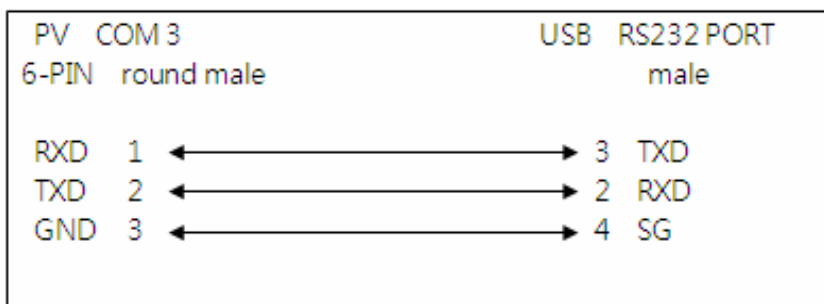 PV COM 3 USB RS232 PORT
6-PIN round male male
RXD 1 3 TXD
TXD 2 2 RXD
GND 3 4 SG